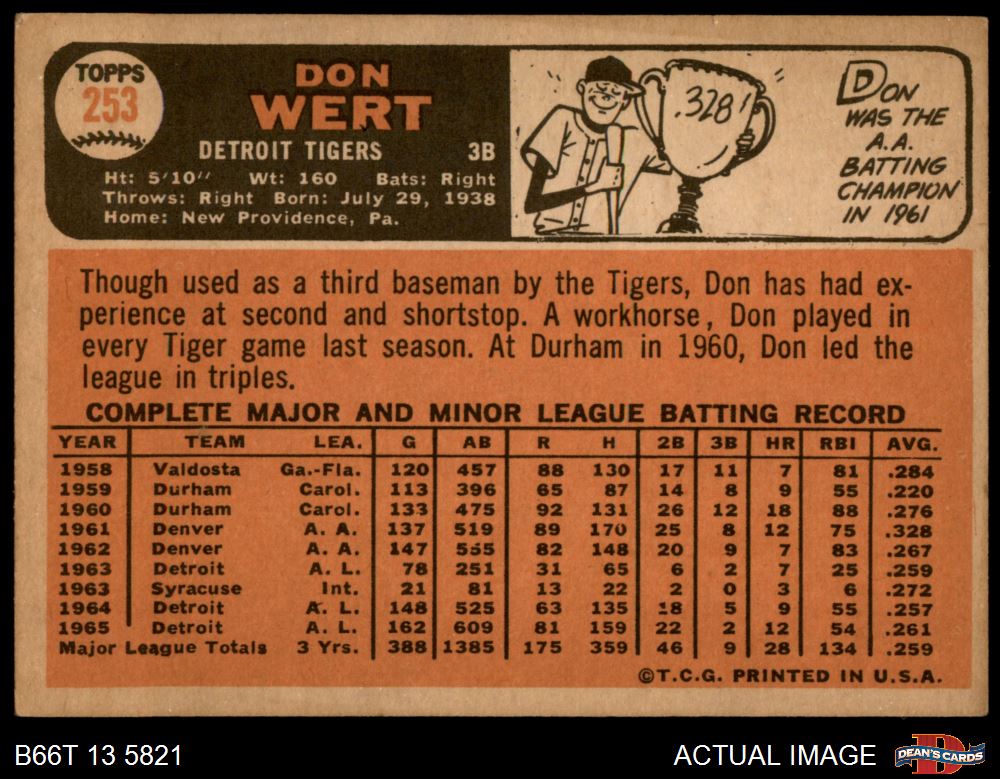 TOPPS
253
DON
WERT
DETROIT TIGERS 3B
Ht: 5'10" Wt: 160 Bats: Right
Throws: Right Born: July 29, 1938
Home: New Providence, Pa.
.328!
DON
WAS THE
A.A.
BATTING
CHAMPION
IN 1961
Though used as a third baseman by the Tigers, Don has had ex-
perience at second and shortstop. A workhorse, Don played in
every Tiger game last season. At Durham in 1960, Don led the
league in triples.
COMPLETE MAJOR AND MINOR LEAGUE BATTING RECORD
YEAR TEAM LEA. G AB R H 2B 3B HR RBI AVG.
1958 Valdosta Ga.-Fla. 120 457 88 130 17 11 7 81 .284
1959 Durham Carol. 113 396 65 87 14 8 9 55 .220
1960 Durham Carol. 133 475 92 131 26 12 18 88 .276
1961 Denver A. A. 137 519 89 170 25 8 12 75 .328
1962 Denver A. A. 147 555 82 148 20 9 7 83 .267
1963 Detroit A. L. 78 251 31 65 6 2 7 25 .259
1963 Syracuse Int. 21 81 13 22 2 0 3 6 .272
1964 Detroit A. L. 148 525 63 135 18 5 9 55 .257
1965 Detroit A. L. 162 609 81 159 22 2 12 54 .261
Major League Totals 3 Yrs. 388 1385 175 359 46 9 28 134 .259
©T.C.G. PRINTED IN U.S.A.
B66T 13 5821
ACTUAL IMAGE
DEAN'S CARDS